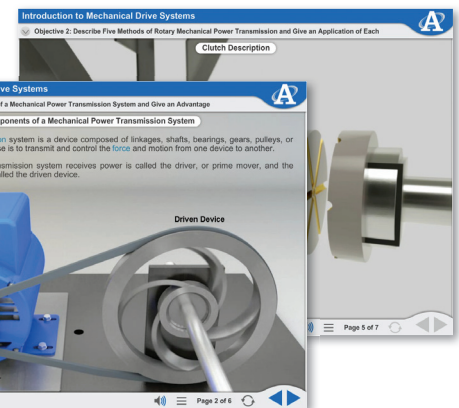 Introduction to Mechanical Drive Systems
Objective 2: Describe Five Methods of Rotary Mechanical Power Transmission and Give an Application of Each
A
Clutch Description
Page 5 of 7
ve Systems
of a Mechanical Power Transmission System and Give an Advantage
A
ponents of a Mechanical Power Transmission System
on system is a device composed of linkages, shafts, bearings, gears, pulleys, or
se is to transmit and control the force and motion from one device to another.
nsmission system receives power is called the driver, or prime mover, and the
lled the driven device.
Driven Device
Page 2 of 6